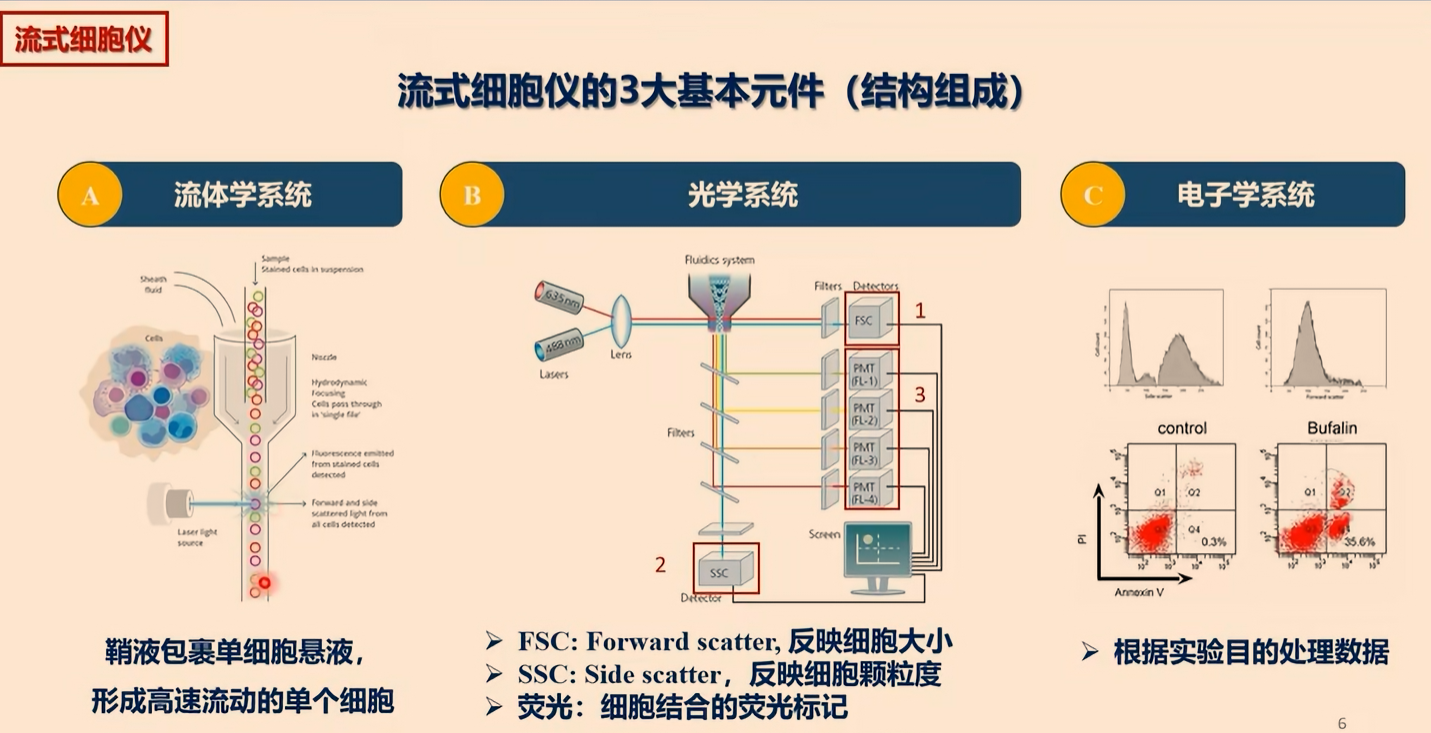 流式细胞仪
流式细胞仪的3大基本元件（结构组成）
A
流体学系统
B
光学系统
C
电子学系统
Sample
Stained cells in suspension
Sheath
fluid
Cells
Nozzle
Hydrodynamic
Focusing
Cells pass through
in 'single file'
Fluorescence emitted
from stained cells
detected
Forward and side
scattered light from
all cells detected
Laser light
source
Fluidics system
635 nm
488 nm
Lasers
Lens
Filters
Detectors
FSC
1
PMT
(FL-1)
PMT
(FL-2)
3
PMT
(FL-3)
PMT
(FL-4)
Filters
Screen
2
SSC
Detector
Cell count
Side scatter
Cell count
Forward scatter
control
Bufalin
Q1
Q2
Q4
0.3%
Q1
Q2
35.6%
PI
Annexin V
鞘液包裹单细胞悬液，
形成高速流动的单个细胞
➢ FSC: Forward scatter, 反映细胞大小
➢ SSC: Side scatter，反映细胞颗粒度
➢ 荧光：细胞结合的荧光标记
➢ 根据实验目的处理数据
6